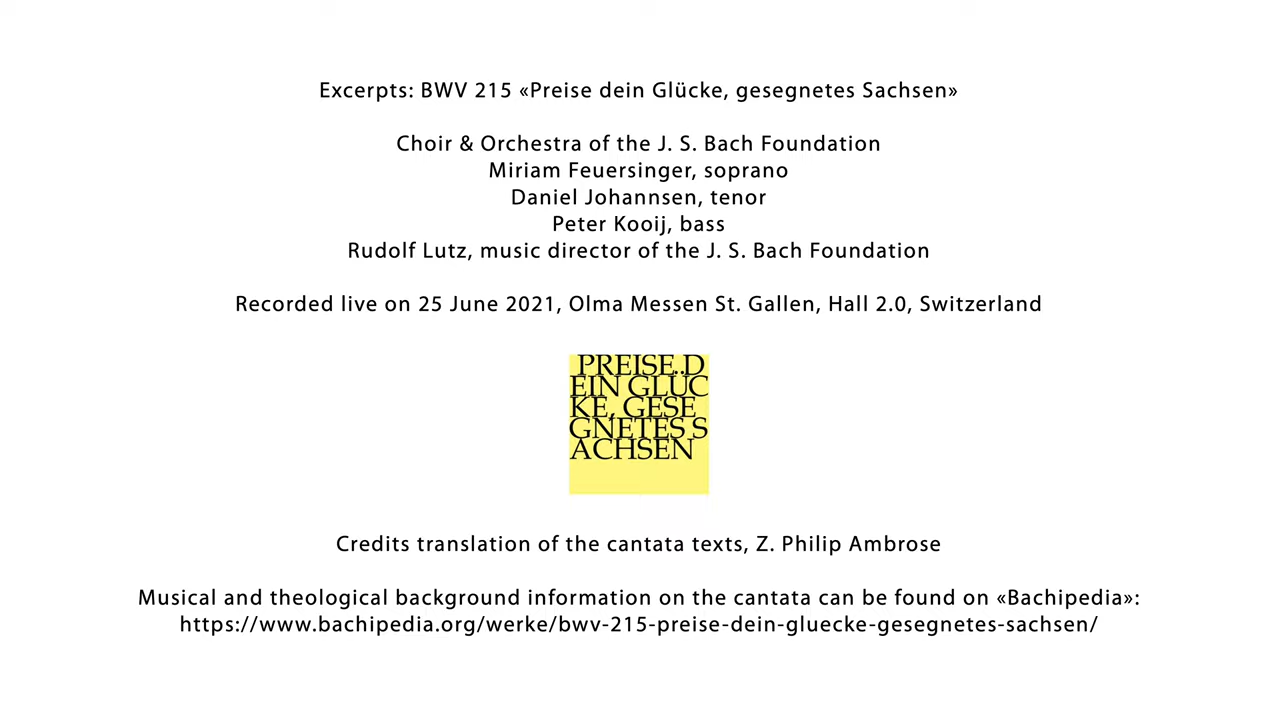 Excerpts: BWV 215 «Preise dein Glücke, gesegnetes Sachsen»
Choir & Orchestra of the J. S. Bach Foundation
Miriam Feuersinger, soprano
Daniel Johannsen, tenor
Peter Kooij, bass
Rudolf Lutz, music director of the J. S. Bach Foundation
Recorded live on 25 June 2021, Olma Messen St. Gallen, Hall 2.0, Switzerland
PREISE D
EIN GLÜC
KE, GESE
GNETES S
ACHSEN
Credits translation of the cantata texts, Z. Philip Ambrose
Musical and theological background information on the cantata can be found on «Bachipedia»:
https://www.bachipedia.org/werke/bwv-215-preise-dein-gluecke-gesegnetes-sachsen/